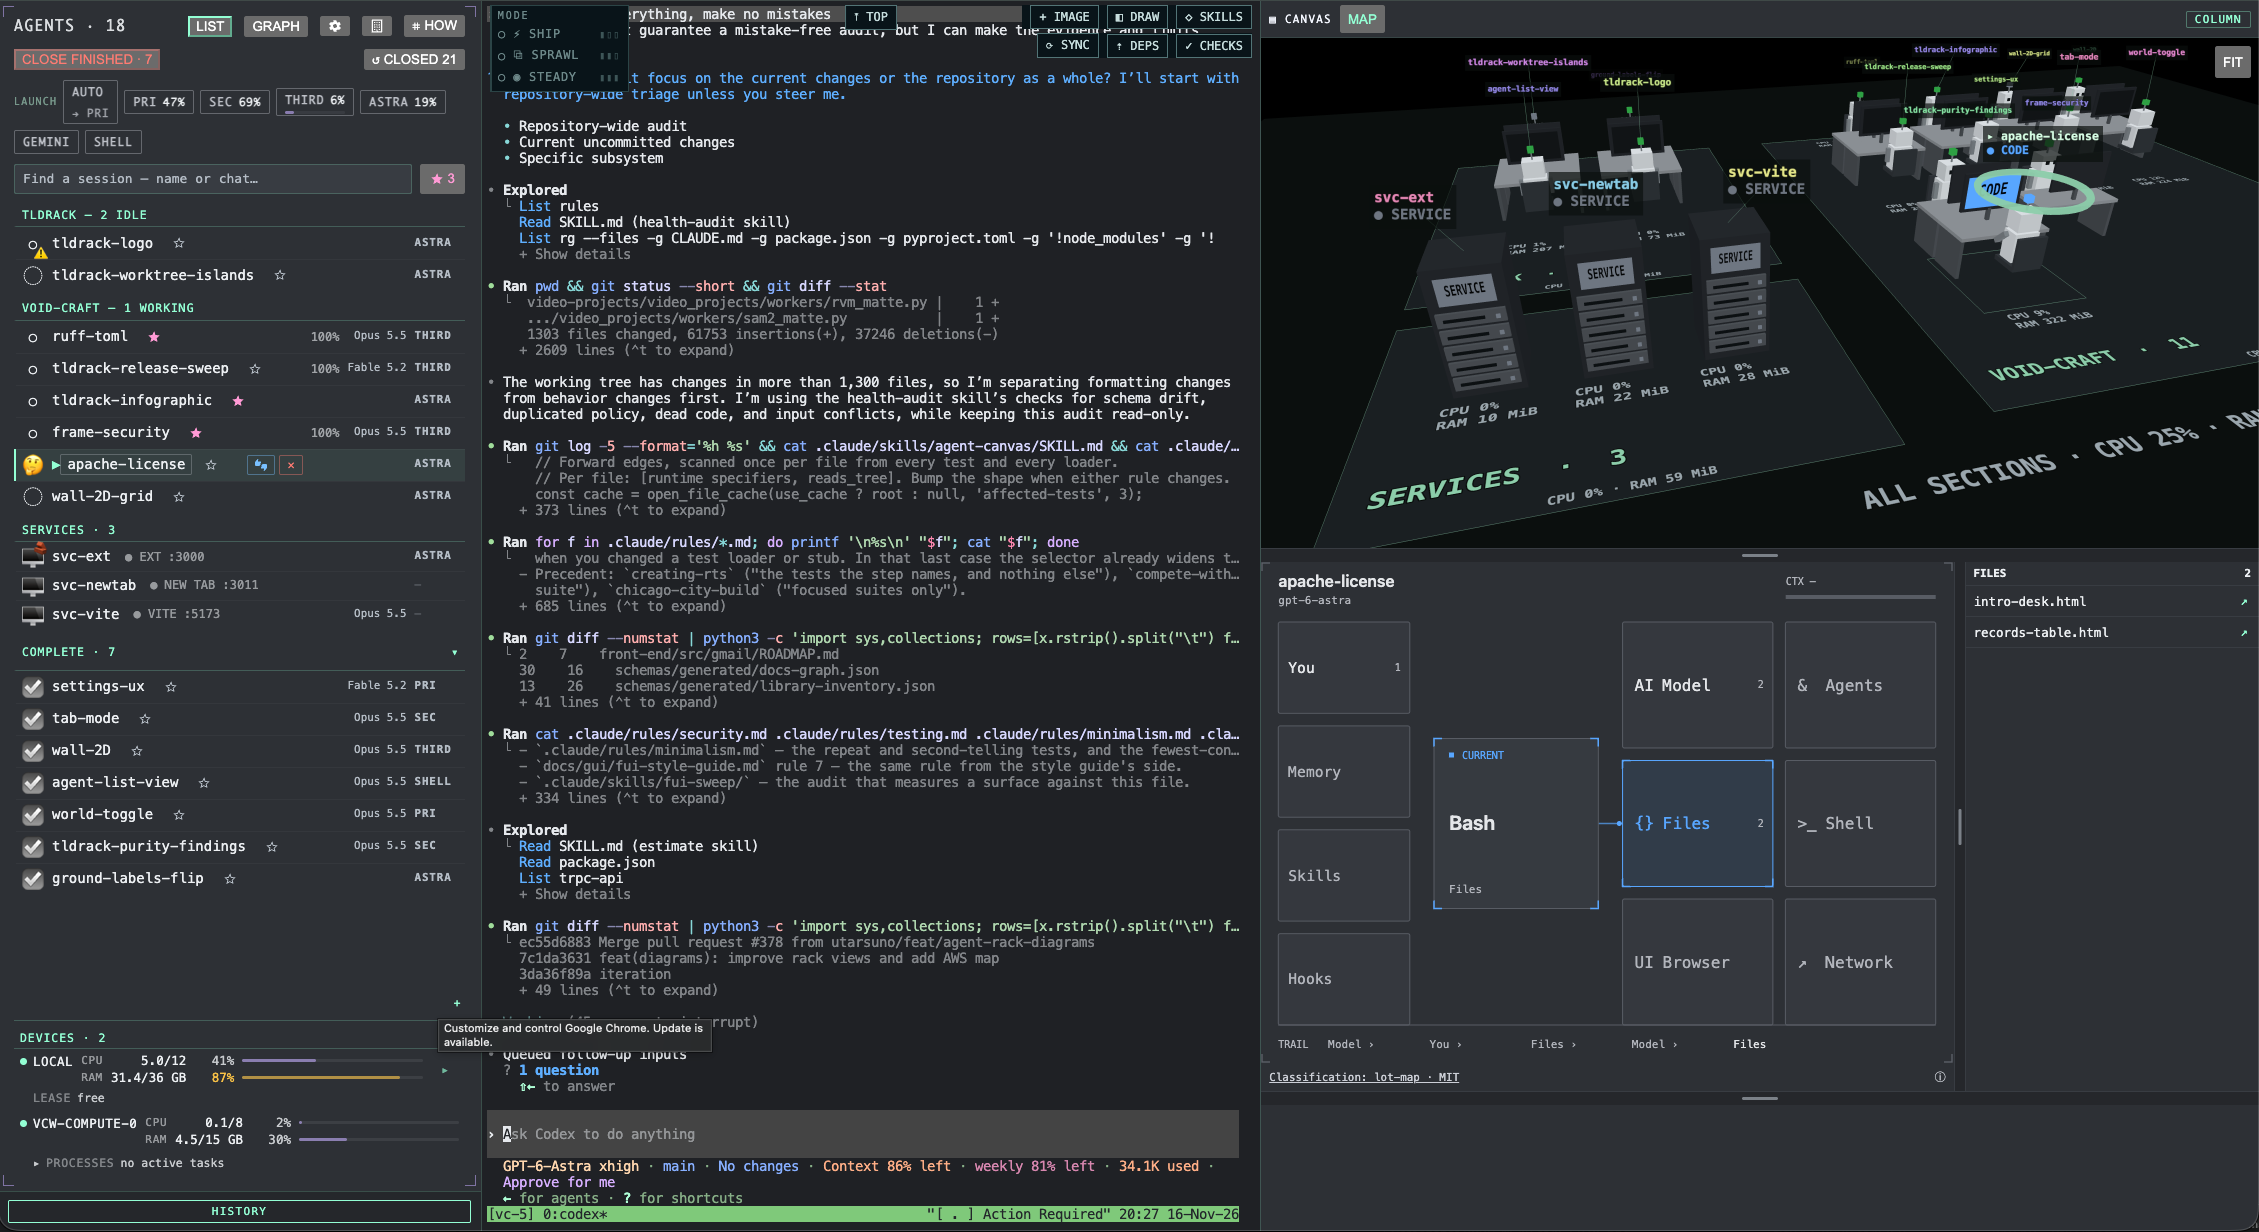 AGENTS · 18
LIST
GRAPH
# HOW
CLOSE FINISHED · 7
↺ CLOSED 21
LAUNCH
AUTO
→ PRI
PRI 47%
SEC 69%
THIRD 6%
ASTRA 19%
GEMINI
SHELL
Find a session — name or chat…
★ 3
TLDRACK — 2 IDLE
tldrack-logo ☆ ASTRA
tldrack-worktree-islands ☆ ASTRA
VOID-CRAFT — 1 WORKING
ruff-toml ★ 100% Opus 5.5 THIRD
tldrack-release-sweep ☆ 100% Fable 5.2 THIRD
tldrack-infographic ★ ASTRA
frame-security ★ 100% Opus 5.5 THIRD
apache-license ☆ ASTRA
wall-2D-grid ☆ ASTRA
SERVICES · 3
svc-ext ● EXT :3000 ASTRA
svc-newtab ● NEW TAB :3011 —
svc-vite ● VITE :5173 Opus 5.5 —
COMPLETE · 7
settings-ux ☆ Fable 5.2 PRI
tab-mode ☆ Opus 5.5 SEC
wall-2D ☆ Opus 5.5 THIRD
agent-list-view ☆ Opus 5.5 SHELL
world-toggle ☆ Opus 5.5 PRI
tldrack-purity-findings ☆ Opus 5.5 SEC
ground-labels-flip ☆ ASTRA
+
DEVICES · 2
LOCAL CPU 5.0/12 41%
RAM 31.4/36 GB 87%
LEASE free
VCW-COMPUTE-0 CPU 0.1/8 2%
RAM 4.5/15 GB 30%
▸ PROCESSES no active tasks
HISTORY
Customize and control Google Chrome. Update is
available.
MODE
SHIP
SPRAWL
STEADY
↑ TOP
+ IMAGE
DRAW
◇ SKILLS
⟳ SYNC
↑ DEPS
✓ CHECKS
erything, make no mistakes
t guarantee a mistake-free audit, but I can make the evidence and limits
t focus on the current changes or the repository as a whole? I’ll start with
repository-wide triage unless you steer me.
• Repository-wide audit
• Current uncommitted changes
• Specific subsystem
• Explored
└ List rules
Read SKILL.md (health-audit skill)
List rg --files -g CLAUDE.md -g package.json -g pyproject.toml -g '!node_modules' -g '!
+ Show details
• Ran pwd && git status --short && git diff --stat
└ video-projects/video_projects/workers/rvm_matte.py | 1 +
.../video_projects/workers/sam2_matte.py | 1 +
1303 files changed, 61753 insertions(+), 37246 deletions(-)
+ 2609 lines (^t to expand)
• The working tree has changes in more than 1,300 files, so I’m separating formatting changes
from behavior changes first. I’m using the health-audit skill’s checks for schema drift,
duplicated policy, dead code, and input conflicts, while keeping this audit read-only.
• Ran git log -5 --format='%h %s' && cat .claude/skills/agent-canvas/SKILL.md && cat .claude/…
└ // Forward edges, scanned once per file from every test and every loader.
// Per file: [runtime specifiers, reads_tree]. Bump the shape when either rule changes.
const cache = open_file_cache(use_cache ? root : null, 'affected-tests', 3);
+ 373 lines (^t to expand)
• Ran for f in .claude/rules/*.md; do printf '\n%s\n' "$f"; cat "$f"; done
└ when you changed a test loader or stub. In that last case the selector already widens t…
- Precedent: `creating-rts` ("the tests the step names, and nothing else"), `compete-with…
suite"), `chicago-city-build` ("focused suites only").
+ 685 lines (^t to expand)
• Ran git diff --numstat | python3 -c 'import sys,collections; rows=[x.rstrip().split("\t") f…
└ 2 7 front-end/src/gmail/ROADMAP.md
30 16 schemas/generated/docs-graph.json
13 26 schemas/generated/library-inventory.json
+ 41 lines (^t to expand)
• Ran cat .claude/rules/security.md .claude/rules/testing.md .claude/rules/minimalism.md .cla…
└ - `.claude/rules/minimalism.md` — the repeat and second-telling tests, and the fewest-con…
- `docs/gui/fui-style-guide.md` rule 7 — the same rule from the style guide's side.
- `.claude/skills/fui-sweep/` — the audit that measures a surface against this file.
+ 334 lines (^t to expand)
• Explored
└ Read SKILL.md (estimate skill)
Read package.json
List trpc-api
+ Show details
• Ran git diff --numstat | python3 -c 'import sys,collections; rows=[x.rstrip().split("\t") f…
└ ec55d6883 Merge pull request #378 from utarsuno/feat/agent-rack-diagrams
7c1da3631 feat(diagrams): improve rack views and add AWS map
3da36f89a iteration
+ 49 lines (^t to expand)
errupt)
• Queued follow-up inputs
? 1 question
⇧← to answer
› Ask Codex to do anything
GPT-6-Astra xhigh · main · No changes · Context 86% left · weekly 81% left · 34.1K used ·
Approve for me
← for agents · ? for shortcuts
[vc-5] 0:codex* "[ . ] Action Required" 20:27 16-Nov-26
CANVAS
MAP
COLUMN
FIT
tldrack-worktree-islands
agent-list-view
tldrack-logo
tldrack-infographic
ruff-toml
tldrack-release-sweep
wall-2D-grid
tab-mode
world-toggle
settings-ux
tldrack-purity-findings
frame-security
▸ apache-license
● CODE
CODE
svc-ext
● SERVICE
svc-newtab
● SERVICE
svc-vite
● SERVICE
SERVICE
SERVICE
SERVICE
CPU 0%
RAM 10 MiB
CPU 0%
RAM 22 MiB
CPU 0%
RAM 28 MiB
CPU 9%
RAM 322 MiB
SERVICES · 3
CPU 0% · RAM 59 MiB
VOID-CRAFT · 11
ALL SECTIONS · CPU 25% · RA
apache-license
gpt-6-astra
CTX —
You 1
Memory
Skills
Hooks
CURRENT
Bash
Files
AI Model 2
{} Files 2
UI Browser
& Agents
>_ Shell
↗ Network
TRAIL Model › You › Files › Model › Files
Classification: lot-map · MIT
FILES 2
intro-desk.html ↗
records-table.html ↗